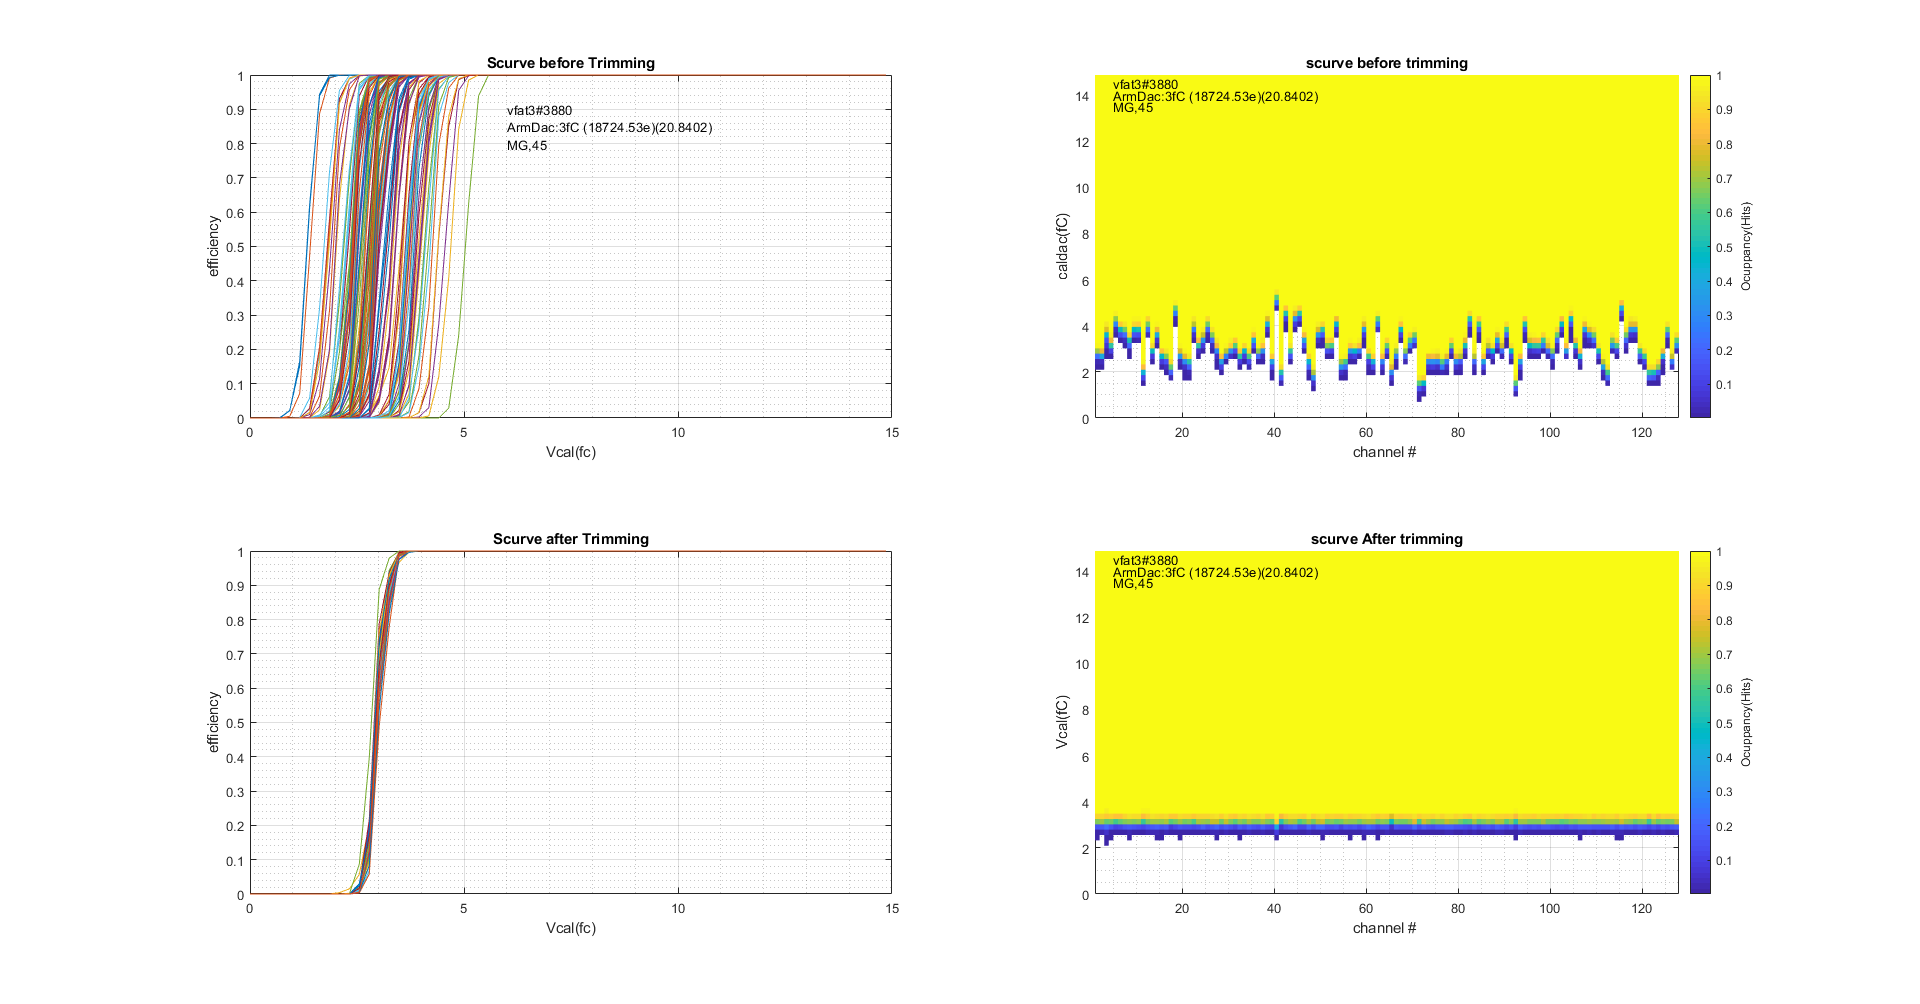 Scurve before Trimming
1
0.9
0.8
0.7
0.6
0.5
0.4
0.3
0.2
0.1
0
efficiency
vfat3#3880
ArmDac:3fC (18724.53e)(20.8402)
MG,45
0 5 10 15
Vcal(fc)
scurve before trimming
14
12
10
8
6
4
2
0
caldac(fC)
vfat3#3880
ArmDac:3fC (18724.53e)(20.8402)
MG,45
20 40 60 80 100 120
channel #
1
0.9
0.8
0.7
0.6
0.5
0.4
0.3
0.2
0.1
Ocuppancy(Hits)
Scurve after Trimming
1
0.9
0.8
0.7
0.6
0.5
0.4
0.3
0.2
0.1
0
efficiency
0 5 10 15
Vcal(fc)
scurve After trimming
14
12
10
8
6
4
2
0
Vcal(fC)
vfat3#3880
ArmDac:3fC (18724.53e)(20.8402)
MG,45
20 40 60 80 100 120
channel #
1
0.9
0.8
0.7
0.6
0.5
0.4
0.3
0.2
0.1
Ocuppancy(Hits)